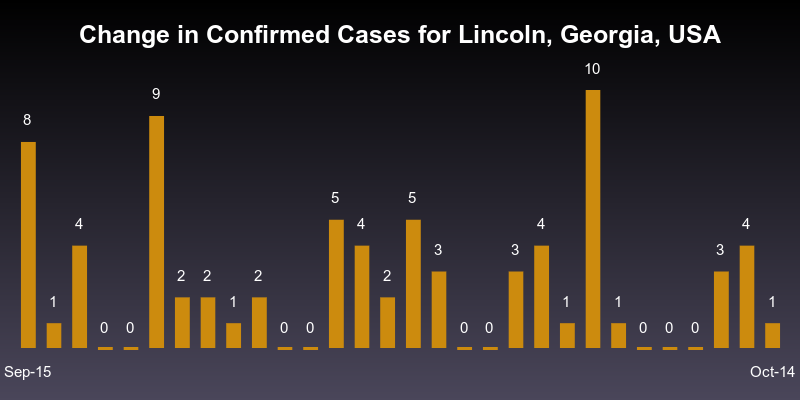 Change in Confirmed Cases for Lincoln, Georgia, USA
8 1 4 0 0 9 2 2 1 2 0 0 5 4 2 5 3 0 0 3 4 1 10 1 0 0 0 3 4 1
Sep-15 Oct-14